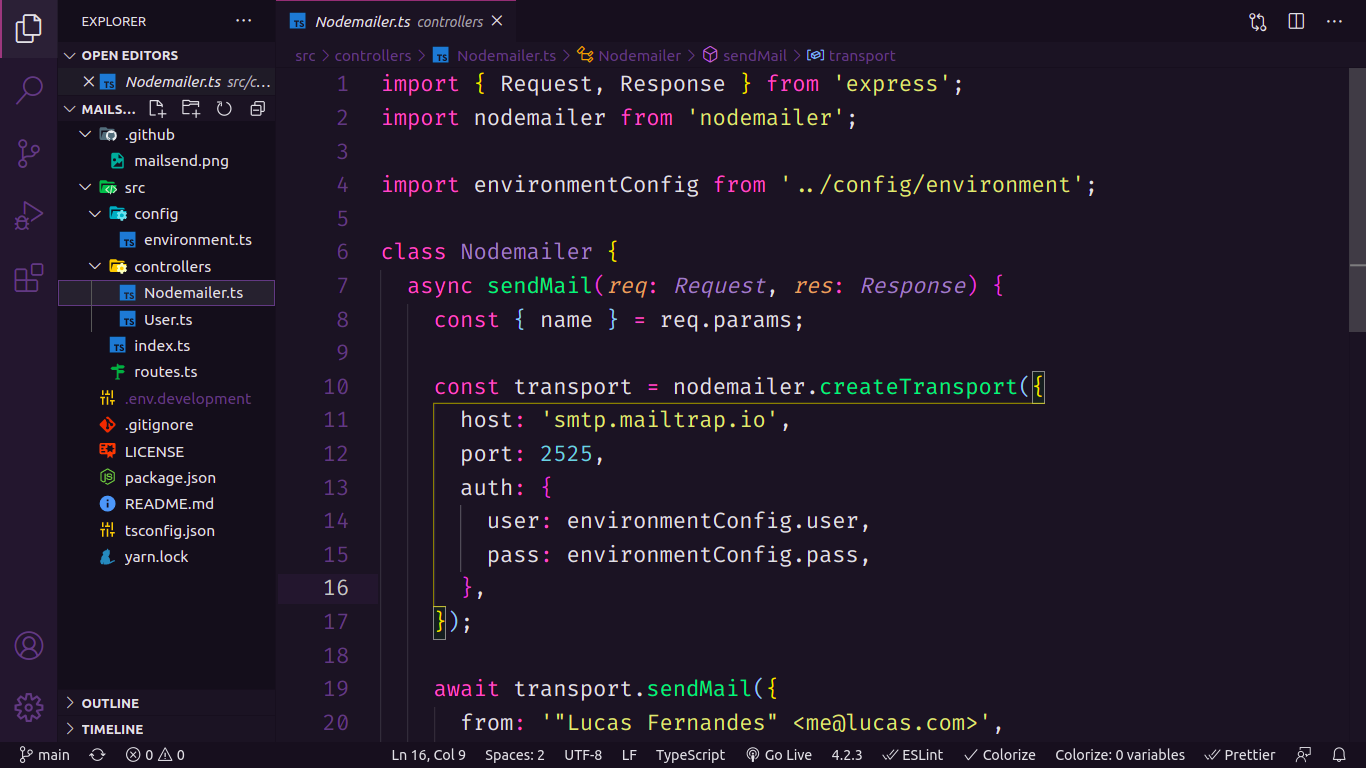 EXPLORER
OPEN EDITORS
Nodemailer.ts src/c...
MAILS...
.github
mailsend.png
src
config
environment.ts
controllers
Nodemailer.ts
User.ts
index.ts
routes.ts
.env.development
.gitignore
LICENSE
package.json
README.md
tsconfig.json
yarn.lock
OUTLINE
TIMELINE
Nodemailer.ts controllers
src > controllers > Nodemailer.ts > Nodemailer > sendMail > transport
1 import { Request, Response } from 'express';
2 import nodemailer from 'nodemailer';
3
4 import environmentConfig from '../config/environment';
5
6 class Nodemailer {
7 async sendMail(req: Request, res: Response) {
8 const { name } = req.params;
9
10 const transport = nodemailer.createTransport({
11 host: 'smtp.mailtrap.io',
12 port: 2525,
13 auth: {
14 user: environmentConfig.user,
15 pass: environmentConfig.pass,
16 },
17 });
18
19 await transport.sendMail({
20 from: '"Lucas Fernandes" <me@lucas.com>',
main 0 0 Ln 16, Col 9 Spaces: 2 UTF-8 LF TypeScript Go Live 4.2.3 ESLint Colorize Colorize: 0 variables Prettier